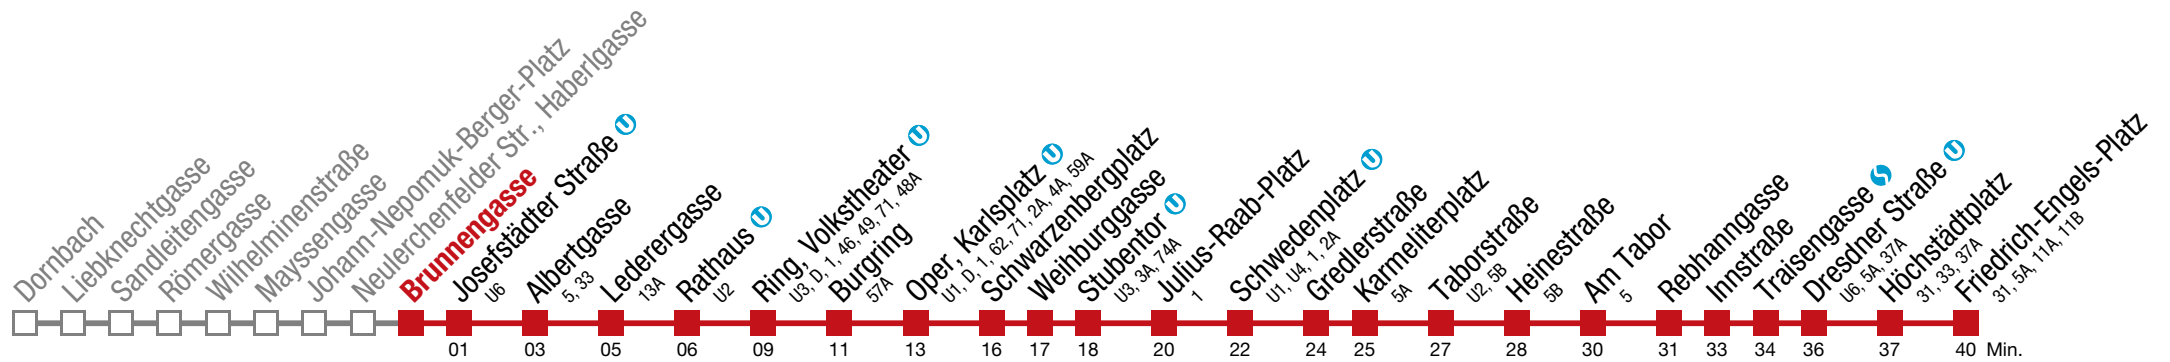 Dornbach
Liebknechtgasse
Sandleitengasse
Römergasse
Wilhelminenstraße
Mayssengasse
Johann-Nepomuk-Berger-Platz
Neulerchenfelder Str., Haberlgasse
Brunnengasse
Josefstädter Straße U
U6
Albertgasse
5, 33
Lederergasse
13A
Rathaus U
U2
Ring, Volkstheater U
U3, D, 1, 46, 49, 71, 48A
Burgring
57A
Oper, Karlsplatz U
U1, D, 1, 62, 71, 2A, 4A, 59A
Schwarzenbergplatz
Weihburggasse
Stubentor U
U3, 3A, 74A
Julius-Raab-Platz
1
Schwedenplatz U
U1, U4, 1, 2A
Gredlerstraße
Karmeliterplatz
5A
Taborstraße
U2, 5B
Heinestraße
5B
Am Tabor
5
Rebhanngasse
Innstraße
Traisengasse S
Dresdner Straße U
U6, 5A, 37A
Höchstädtplatz
31, 33, 37A
Friedrich-Engels-Platz
31, 5A, 11A, 11B
01 03 05 06 09 11 13 16 17 18 20 22 24 25 27 28 30 31 33 34 36 37 40 Min.